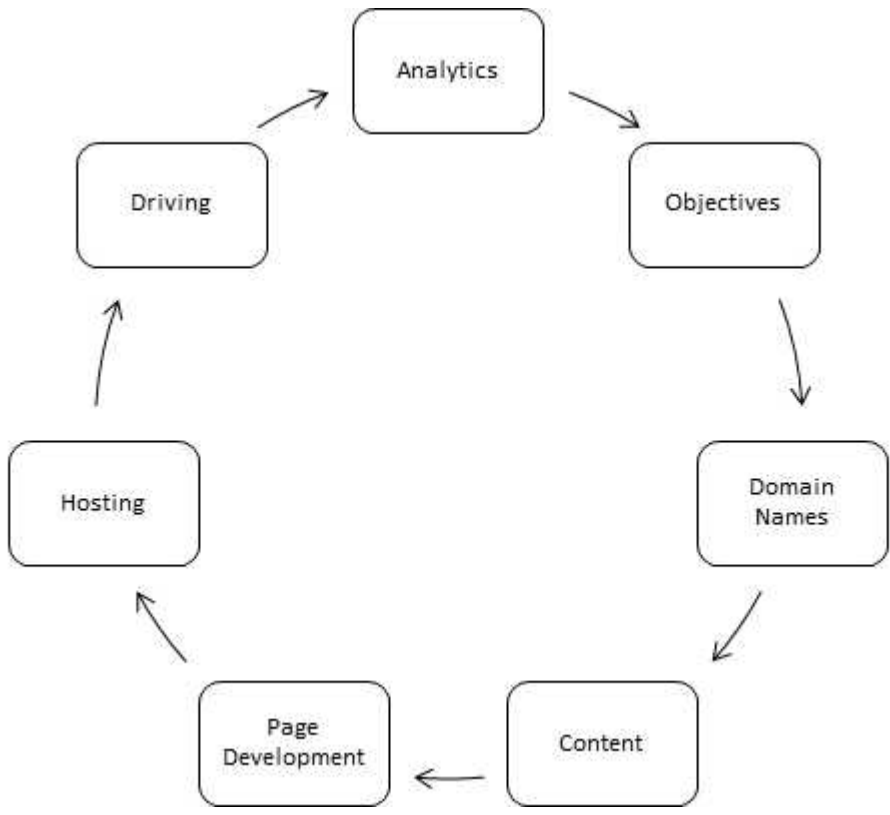 Analytics
Objectives
Domain
Names
Content
Page
Development
Hosting
Driving